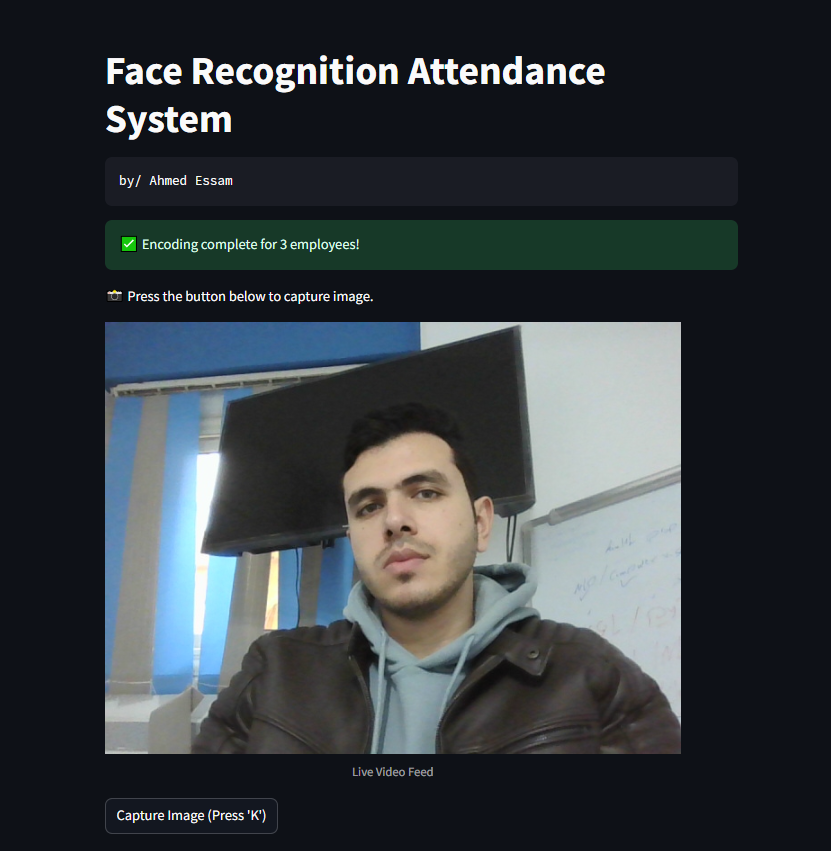 Face Recognition Attendance
System
by/ Ahmed Essam
✅ Encoding complete for 3 employees!
📸 Press the button below to capture image.
Live Video Feed
Capture Image (Press 'K')